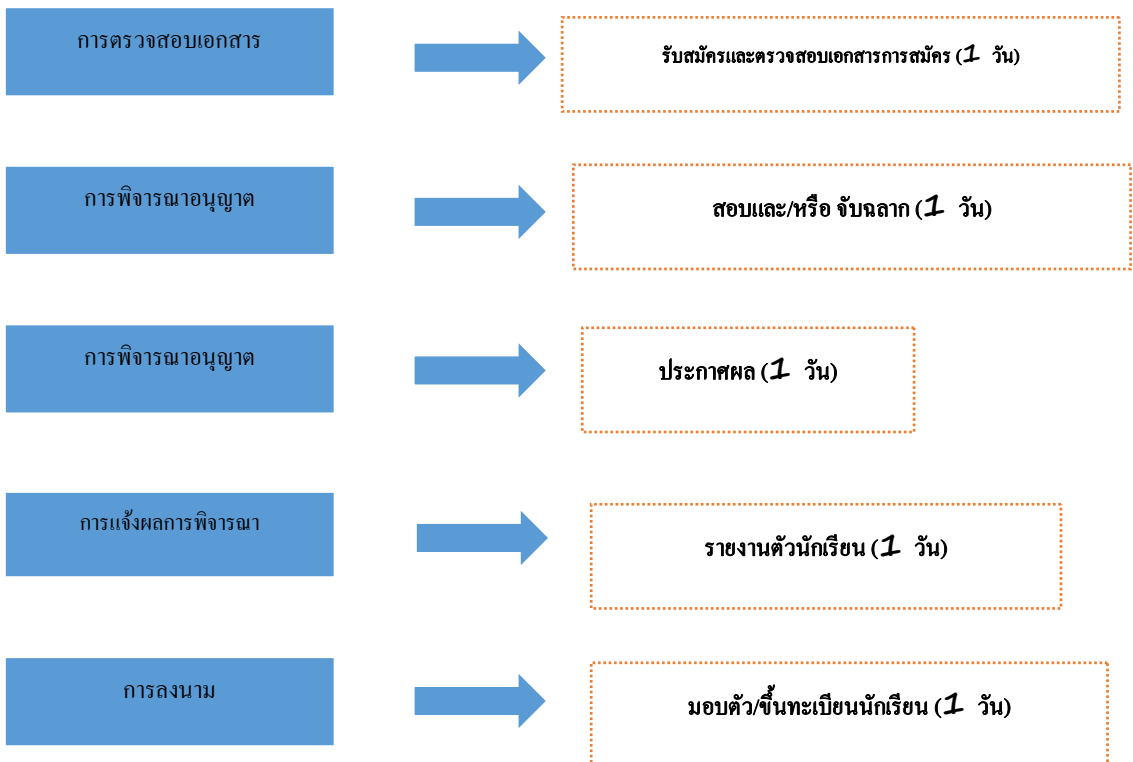 การตรวจสอบเอกสาร
รับสมัครและตรวจสอบเอกสารการสมัคร (1 วัน)
การพิจารณาอนุญาต
สอบและ/หรือ จับฉลาก (1 วัน)
การพิจารณาอนุญาต
ประกาศผล (1 วัน)
การแจ้งผลการพิจารณา
รายงานตัวนักเรียน (1 วัน)
การลงนาม
มอบตัว/ขึ้นทะเบียนนักเรียน (1 วัน)